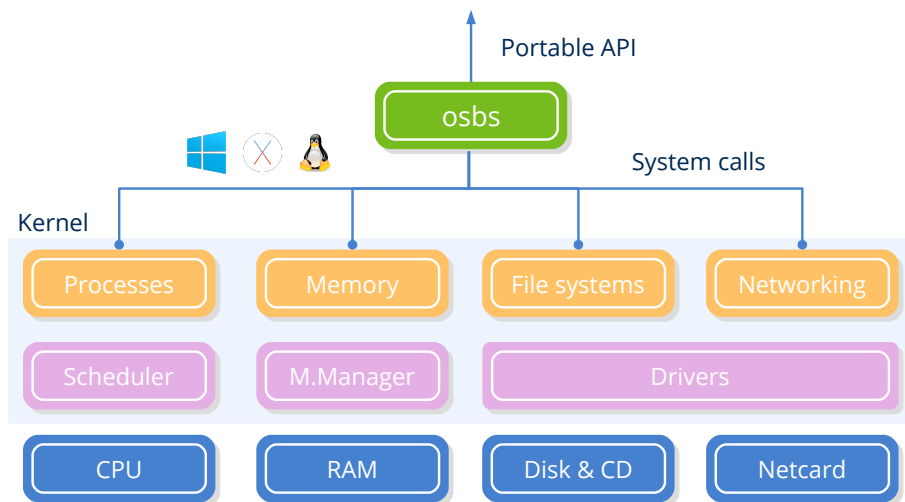 Portable API
osbs
System calls
Kernel
Processes
Memory
File systems
Networking
Scheduler
M.Manager
Drivers
CPU
RAM
Disk & CD
Netcard